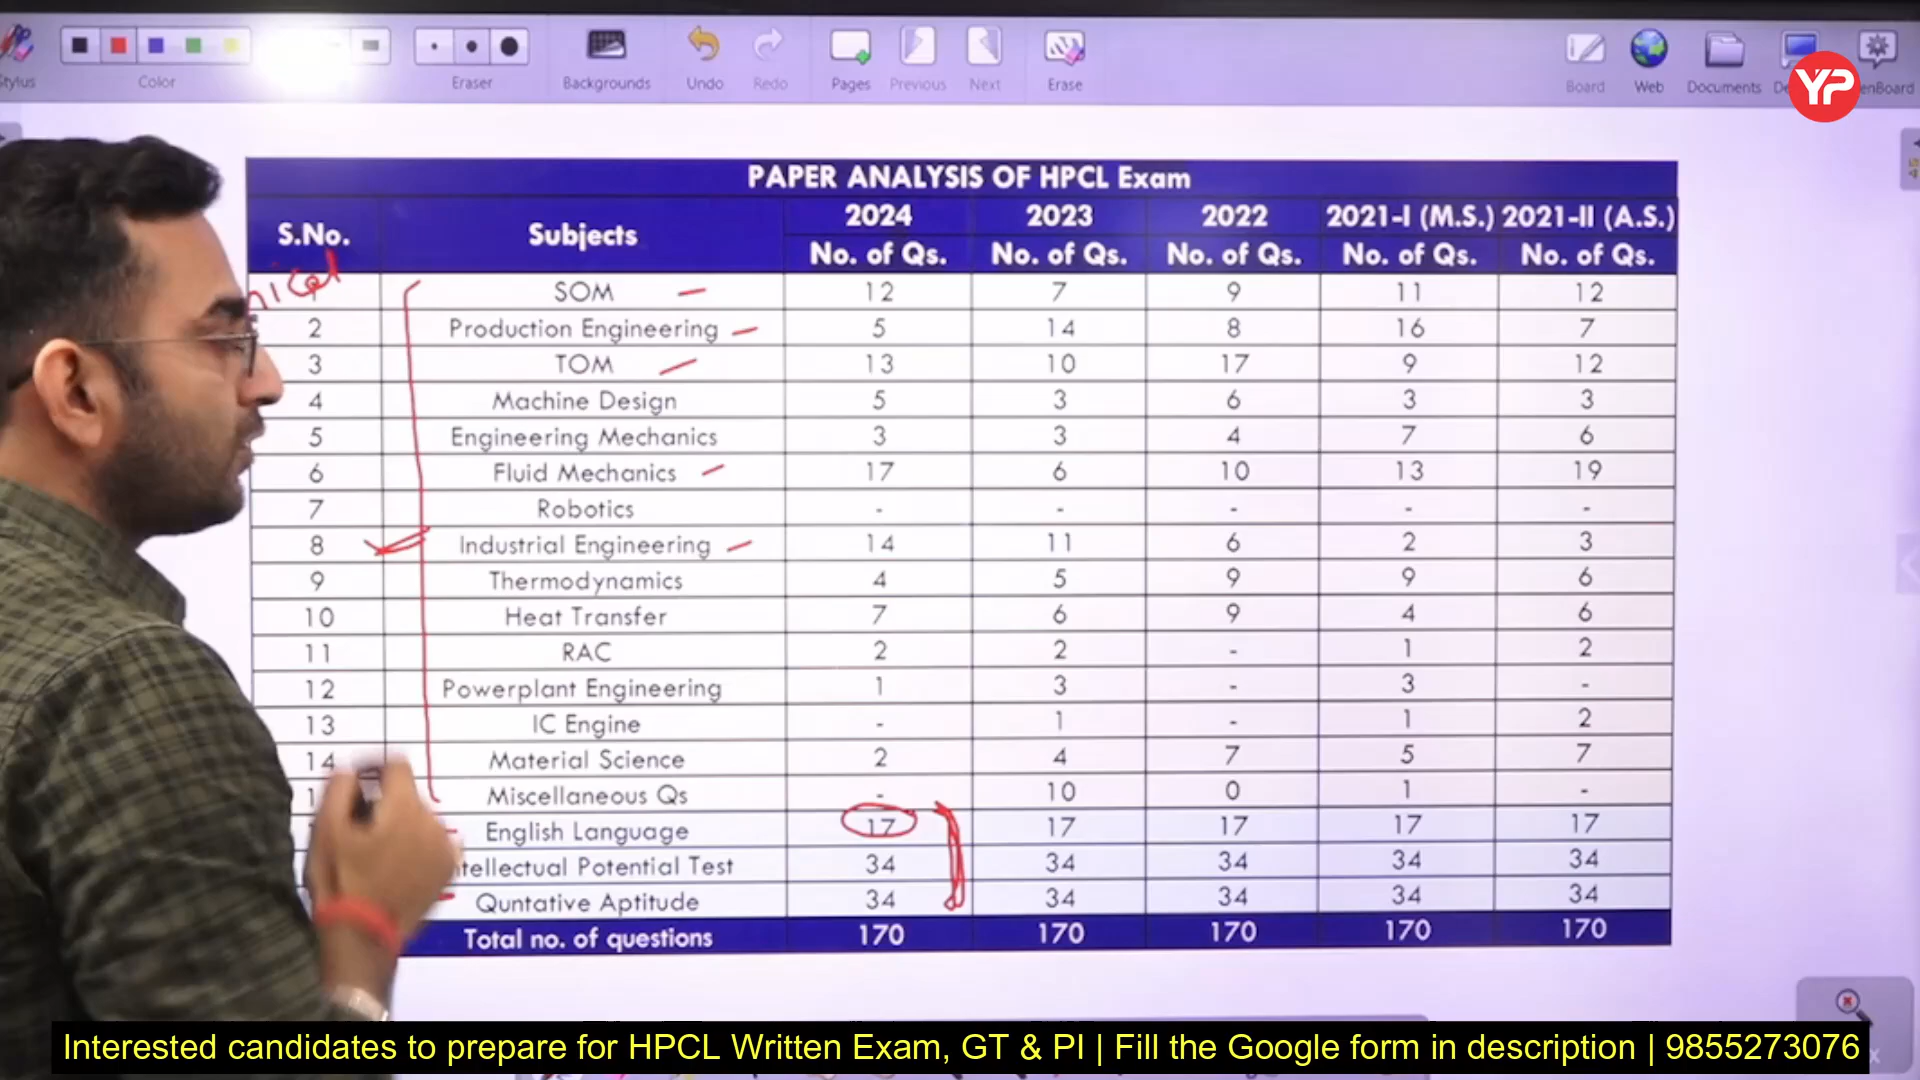 Stylus
Color
Eraser
Backgrounds
Undo
Redo
Pages
Previous
Next
Erase
Board
Web
Documents
YP
PAPER ANALYSIS OF HPCL Exam
S.No. Subjects 2024 2023 2022 2021-I (M.S.) 2021-II (A.S.)
No. of Qs. No. of Qs. No. of Qs. No. of Qs. No. of Qs.
SOM 12 7 9 11 12
2 Production Engineering 5 14 8 16 7
3 TOM 13 10 17 9 12
4 Machine Design 5 3 6 3 3
5 Engineering Mechanics 3 3 4 7 6
6 Fluid Mechanics 17 6 10 13 19
7 Robotics - - - - -
8 Industrial Engineering 14 11 6 2 3
9 Thermodynamics 4 5 9 9 6
10 Heat Transfer 7 6 9 4 6
11 RAC 2 2 - 1 2
12 Powerplant Engineering 1 3 - 3 -
13 IC Engine - 1 - 1 2
14 Material Science 2 4 7 5 7
Miscellaneous Qs - 10 0 1 -
English Language 17 17 17 17 17
tellectual Potential Test 34 34 34 34 34
Quntative Aptitude 34 34 34 34 34
Total no. of questions 170 170 170 170 170
Interested candidates to prepare for HPCL Written Exam, GT & PI | Fill the Google form in description | 9855273076